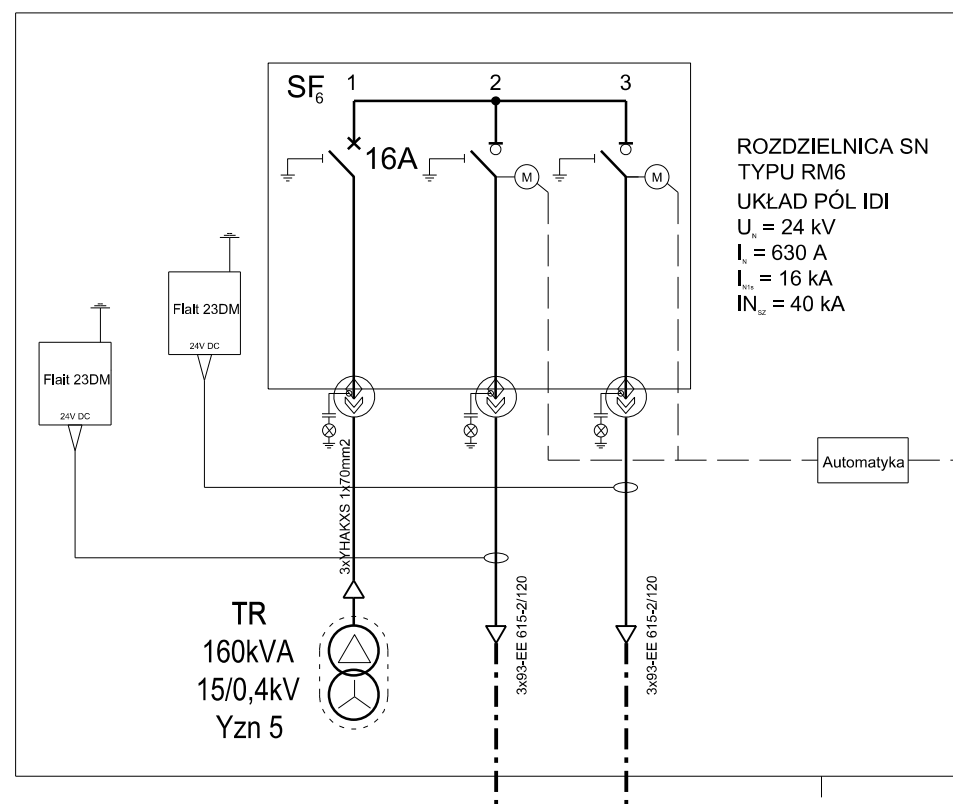 SF6 1 2 3
16A
M
M
ROZDZIELNICA SN
TYPU RM6
UKŁAD PÓL IDI
UN = 24 kV
IN = 630 A
IN1s = 16 kA
INsz = 40 kA
Flait 23DM
24V DC
Flait 23DM
24V DC
Automatyka
3xYHAKXS 1x70mm2
3x93-EE 615-2/120
3x93-EE 615-2/120
TR
160kVA
15/0,4kV
Yzn 5